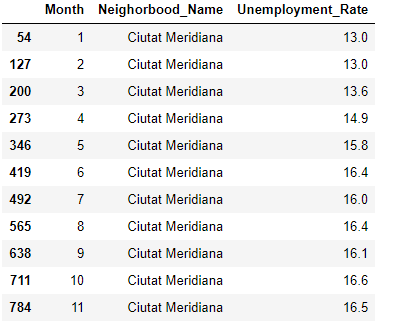 Month Neighorbood_Name Unemployment_Rate
54 1 Ciutat Meridiana 13.0
127 2 Ciutat Meridiana 13.0
200 3 Ciutat Meridiana 13.6
273 4 Ciutat Meridiana 14.9
346 5 Ciutat Meridiana 15.8
419 6 Ciutat Meridiana 16.4
492 7 Ciutat Meridiana 16.0
565 8 Ciutat Meridiana 16.4
638 9 Ciutat Meridiana 16.1
711 10 Ciutat Meridiana 16.6
784 11 Ciutat Meridiana 16.5